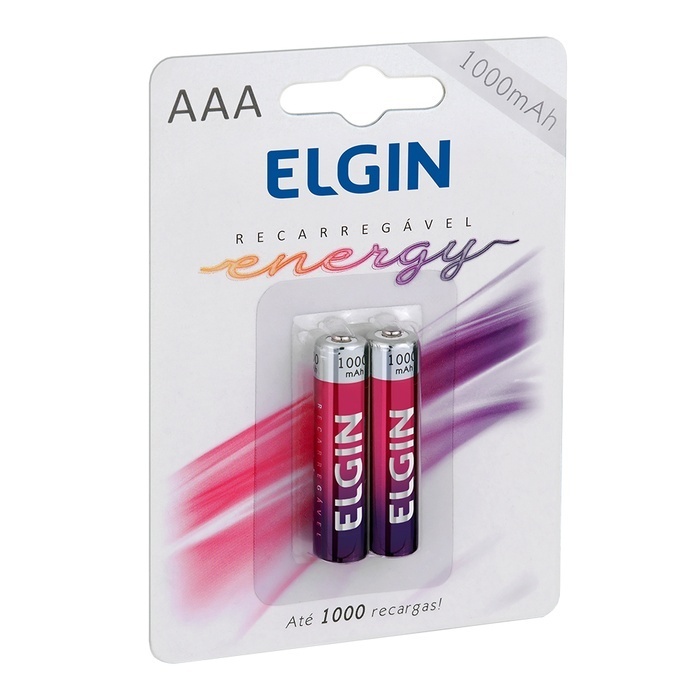 AAA
1000mAh
ELGIN
RECARREGÁVEL
energy
1000
mAh
ELGIN
RECARREGÁVEL
1000
mAh
ELGIN
Até 1000 recargas!